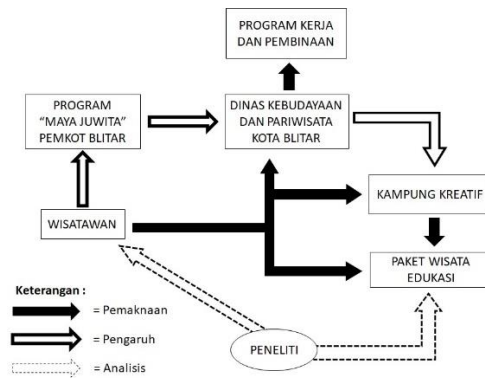 PROGRAM KERJA
DAN PEMBINAAN
PROGRAM
"MAYA JUWITA"
PEMKOT BLITAR
DINAS KEBUDAYAAN
DAN PARIWISATA
KOTA BLITAR
KAMPUNG KREATIF
WISATAWAN
PAKET WISATA
EDUKASI
Keterangan :
= Pemaknaan
= Pengaruh
= Analisis
PENELITI